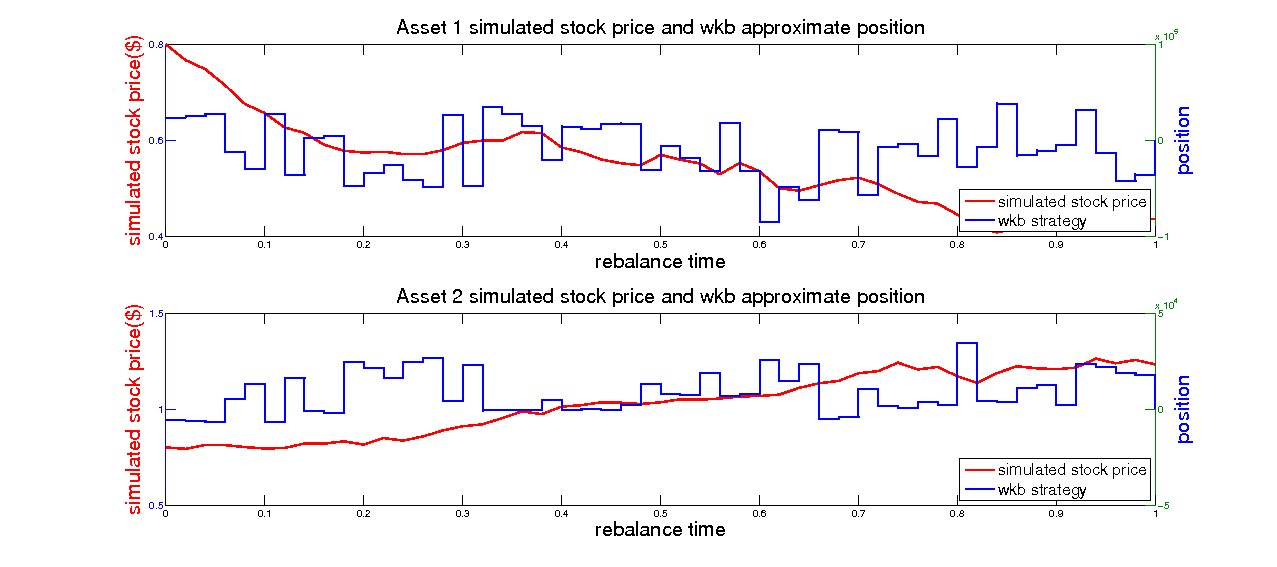 Asset 1 simulated stock price and wkb approximate position
x 10^5
simulated stock price($)
0.8
0.6
0.4
1
0
-1
position
simulated stock price
wkb strategy
0 0.1 0.2 0.3 0.4 0.5 0.6 0.7 0.8 0.9 1
rebalance time
Asset 2 simulated stock price and wkb approximate position
x 10^4
simulated stock price($)
1.5
1
0.5
5
0
-5
position
simulated stock price
wkb strategy
0 0.1 0.2 0.3 0.4 0.5 0.6 0.7 0.8 0.9 1
rebalance time